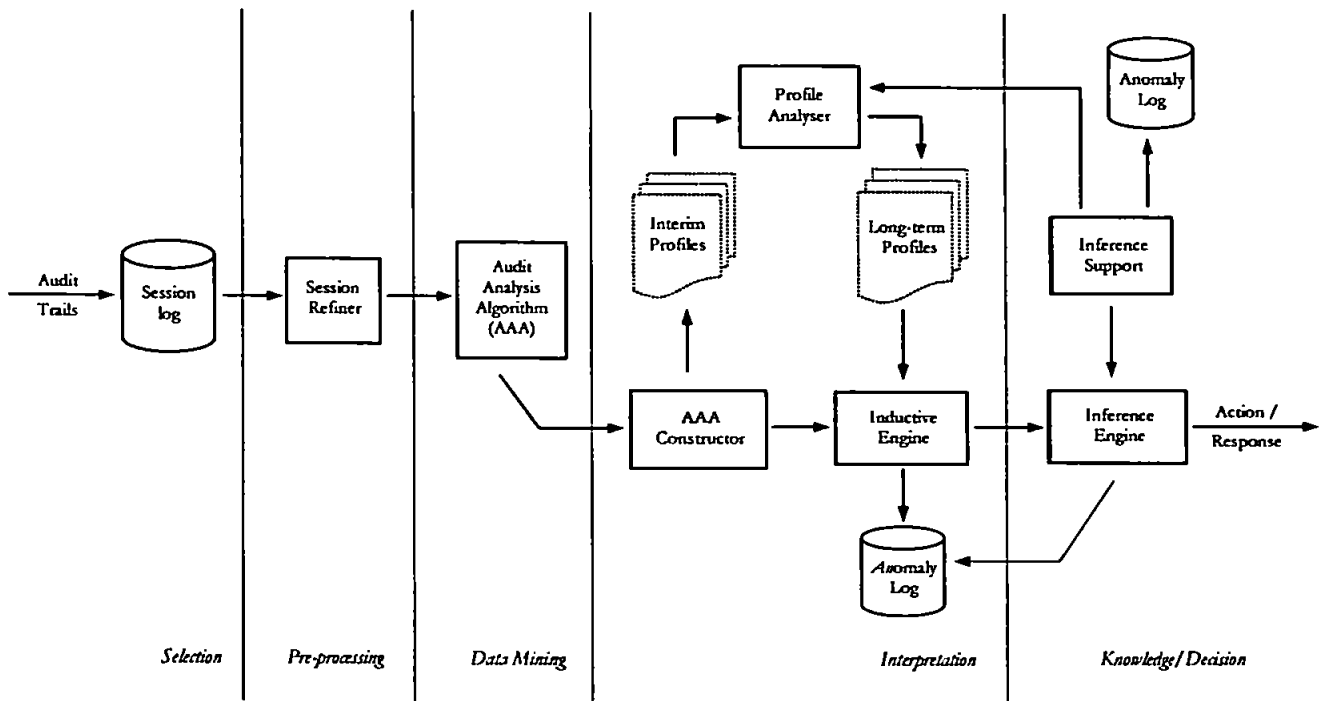 Profile
Analyser
Anomaly
Log
Interim
Profiles
Long-term
Profiles
Inference
Support
Audit
Trails
Session
log
Session
Refiner
Audit
Analysis
Algorithm
(AAA)
AAA
Constructor
Inductive
Engine
Inference
Engine
Action /
Response
Anomaly
Log
Selection
Pre-processing
Data Mining
Interpretation
Knowledge/ Decision